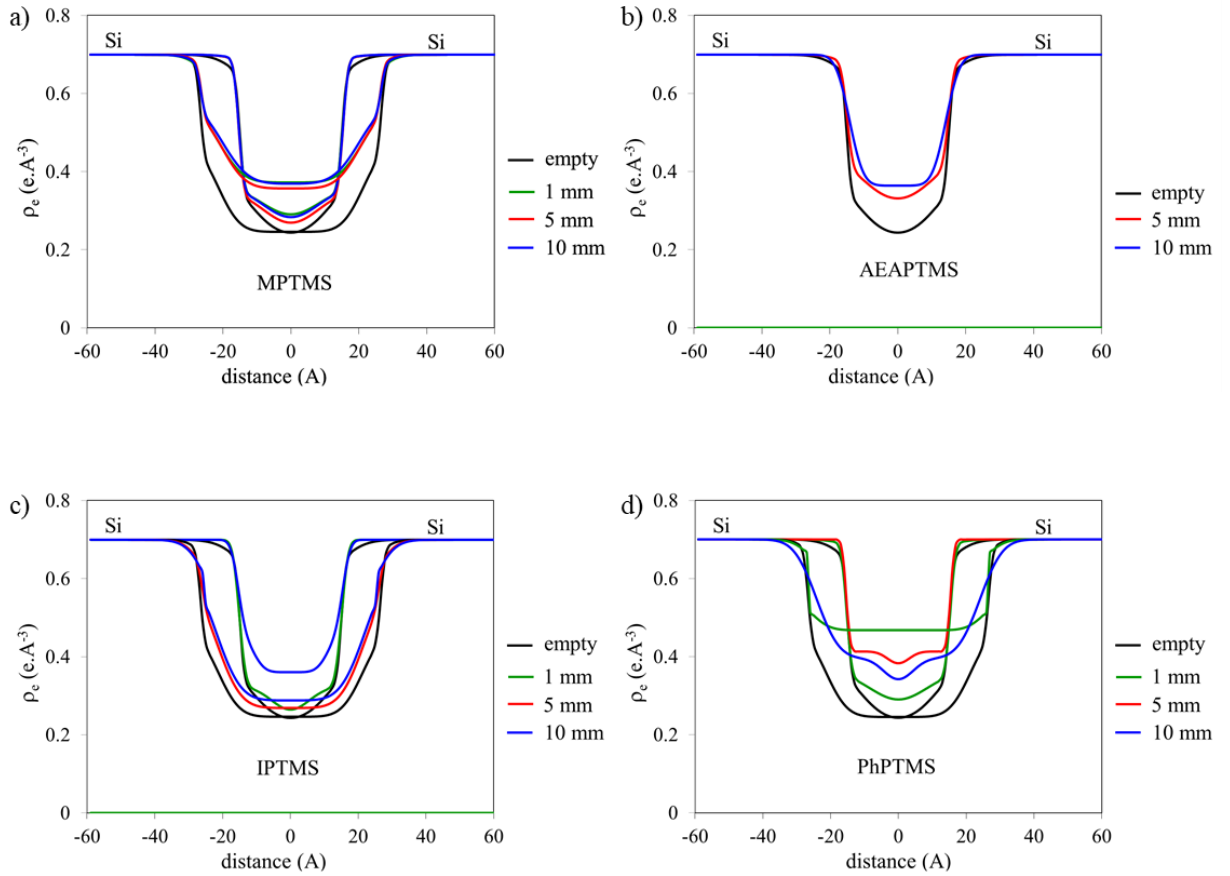 a)
0.8
0.6
0.4
0.2
0
ρe (e.A-3)
Si
Si
MPTMS
-60 -40 -20 0 20 40 60
distance (A)
empty
1 mm
5 mm
10 mm
b)
0.8
0.6
0.4
0.2
0
ρe (e.A-3)
Si
Si
AEAPTMS
-60 -40 -20 0 20 40 60
distance (A)
empty
5 mm
10 mm
c)
0.8
0.6
0.4
0.2
0
ρe (e.A-3)
Si
Si
IPTMS
-60 -40 -20 0 20 40 60
distance (A)
empty
1 mm
5 mm
10 mm
d)
0.8
0.6
0.4
0.2
0
ρe (e.A-3)
Si
Si
PhPTMS
-60 -40 -20 0 20 40 60
distance (A)
empty
1 mm
5 mm
10 mm